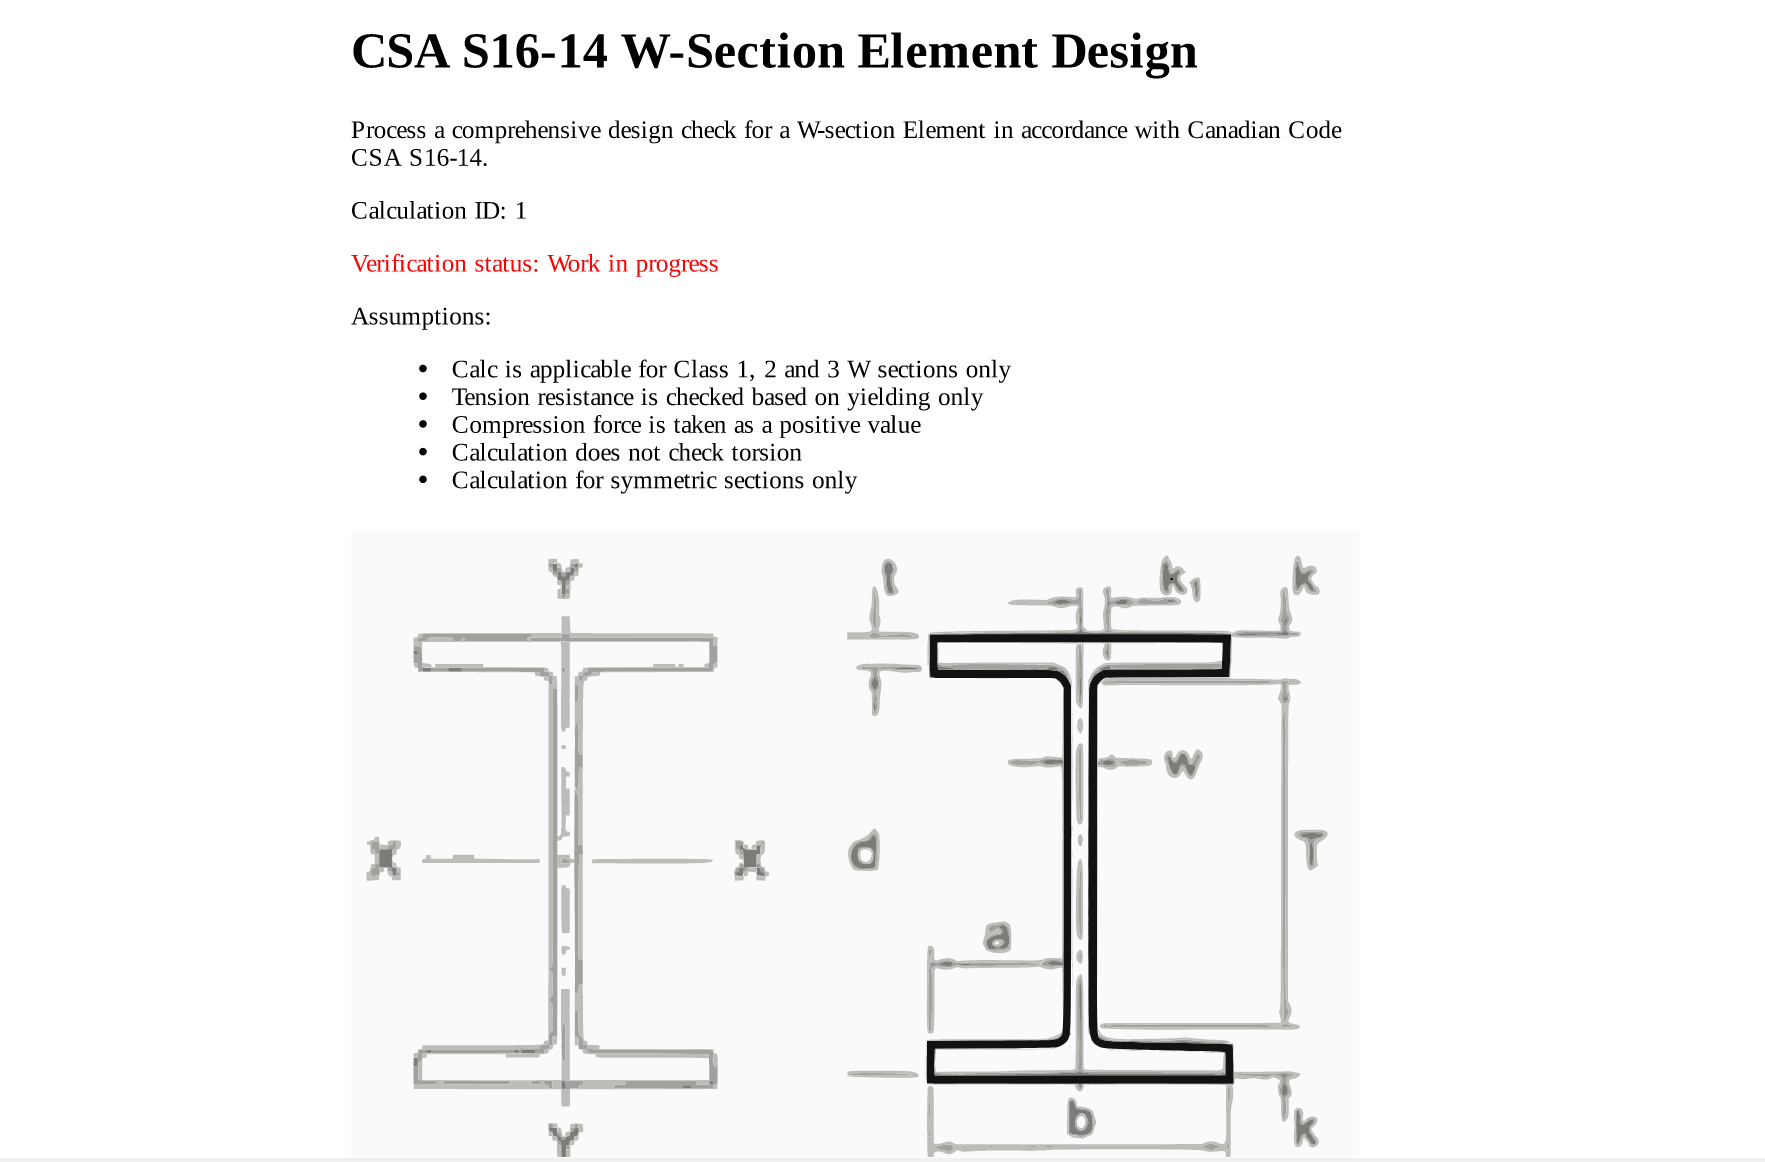 CSA S16-14 W-Section Element Design
Process a comprehensive design check for a W-section Element in accordance with Canadian Code
CSA S16-14.
Calculation ID: 1
Verification status: Work in progress
Assumptions:
• Calc is applicable for Class 1, 2 and 3 W sections only
• Tension resistance is checked based on yielding only
• Compression force is taken as a positive value
• Calculation does not check torsion
• Calculation for symmetric sections only
Y
X X
Y
k₁ k
w
d T
a
b
k